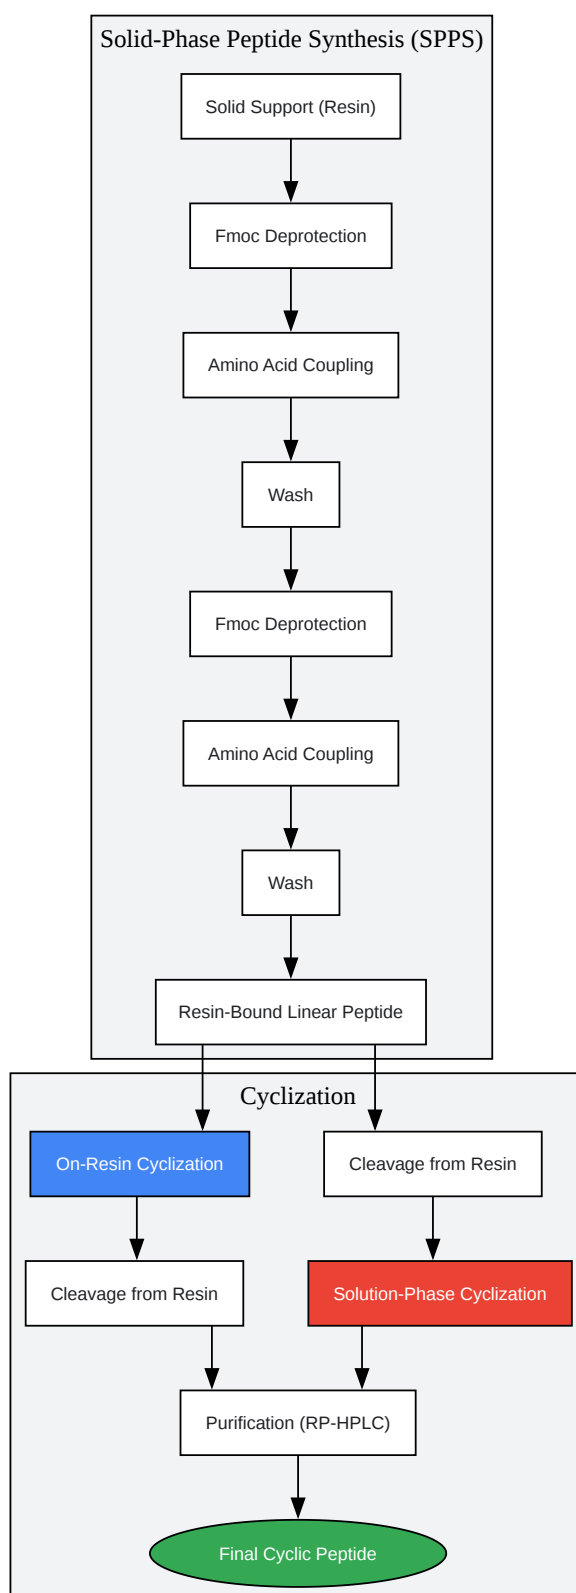 Solid-Phase Peptide Synthesis (SPPS)
Solid Support (Resin)
Fmoc Deprotection
Amino Acid Coupling
Wash
Fmoc Deprotection
Amino Acid Coupling
Wash
Resin-Bound Linear Peptide
Cyclization
On-Resin Cyclization
Cleavage from Resin
Cleavage from Resin
Solution-Phase Cyclization
Purification (RP-HPLC)
Final Cyclic Peptide